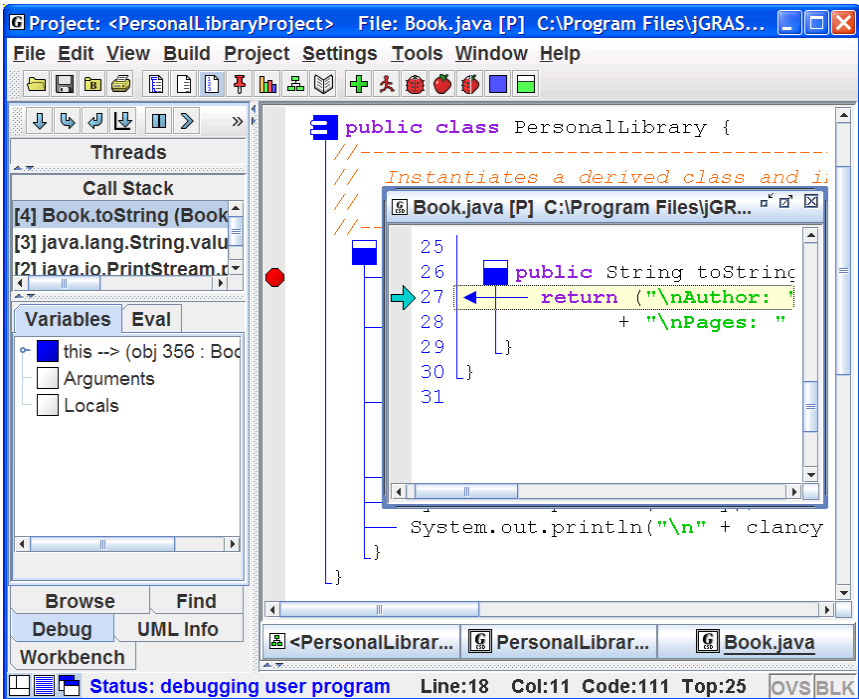 Project: <PersonalLibraryProject> File: Book.java [P] C:\Program Files\jGRAS...
File Edit View Build Project Settings Tools Window Help
»
Threads
Call Stack
[4] Book.toString (Book
[3] java.lang.String.valu
[2] java.io.PrintStream.
Variables Eval
this --> (obj 356 : Boo
Arguments
Locals
Browse Find
Debug UML Info
Workbench
public class PersonalLibrary {
//------------------------------------
// Instantiates a derived class and i
//
//--
Book.java [P] C:\Program Files\jGR...
25
26 public String toString
27 return ("\nAuthor: "
28 + "\nPages: "
29 }
30 }
31
System.out.println("\n" + clancy
}
}
<PersonalLibrar... PersonalLibrar... Book.java
Status: debugging user program Line:18 Col:11 Code:111 Top:25 OVS BLK